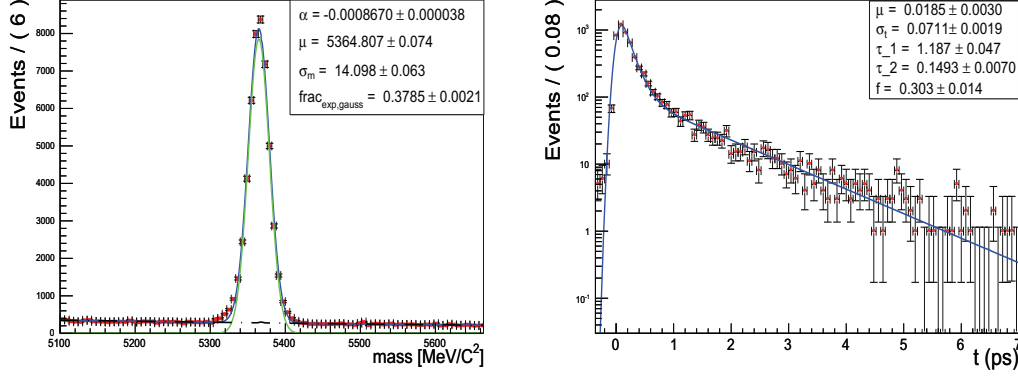 Events / ( 6 )
8000
7000
6000
5000
4000
3000
2000
1000
0
5100
5200
5300
5400
5500
5600
mass [MeV/C²]
α = -0.0008670 ± 0.000038
μ = 5364.807 ± 0.074
σm = 14.098 ± 0.063
frac exp,gauss = 0.3785 ± 0.0021
Events / ( 0.08 )
10³
10²
10
1
10⁻¹
0
1
2
3
4
5
6
7
t (ps)
μ = 0.0185 ± 0.0030
σt = 0.0711 ± 0.0019
τ_1 = 1.187 ± 0.047
τ_2 = 0.1493 ± 0.0070
f = 0.303 ± 0.014